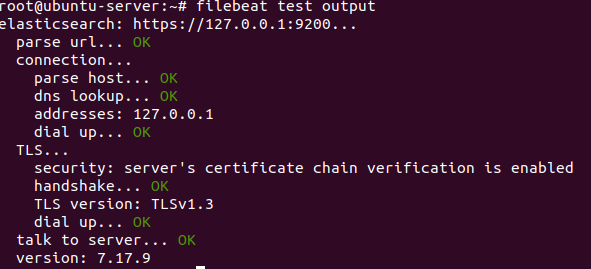 root@ubuntu-server:~# filebeat test output
elasticsearch: https://127.0.0.1:9200...
  parse url... OK
  connection...
    parse host... OK
    dns lookup... OK
    addresses: 127.0.0.1
    dial up... OK
  TLS...
    security: server's certificate chain verification is enabled
    handshake... OK
    TLS version: TLSv1.3
    dial up... OK
  talk to server... OK
  version: 7.17.9